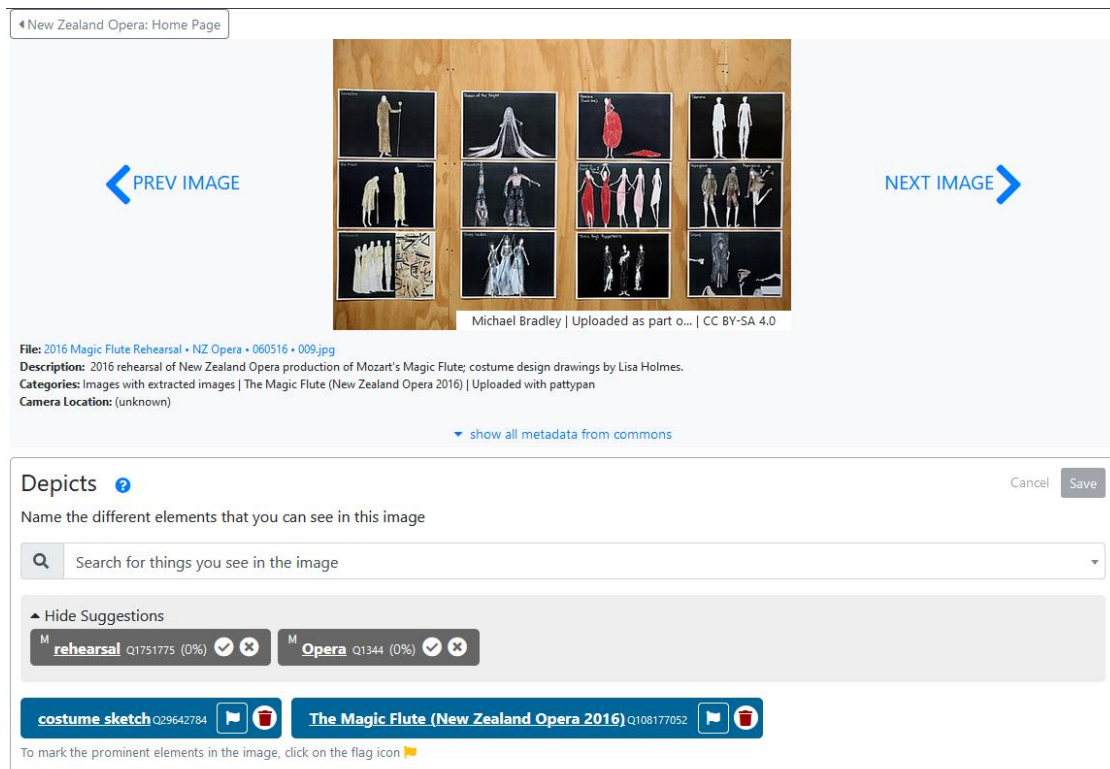 New Zealand Opera: Home Page
Sarastro
Queen of the Night
PREV IMAGE
NEXT IMAGE
Michael Bradley | Uploaded as part o... | CC BY-SA 4.0
File: 2016 Magic Flute Rehearsal • NZ Opera • 060516 • 009.jpg
Description: 2016 rehearsal of New Zealand Opera production of Mozart's Magic Flute; costume design drawings by Lisa Holmes.
Categories: Images with extracted images | The Magic Flute (New Zealand Opera 2016) | Uploaded with pattypan
Camera Location: (unknown)
show all metadata from commons
Depicts
Cancel Save
Name the different elements that you can see in this image
Search for things you see in the image
Hide Suggestions
M rehearsal Q1751775 (0%) M Opera Q1344 (0%)
costume sketch Q29642784 The Magic Flute (New Zealand Opera 2016) Q108177052
To mark the prominent elements in the image, click on the flag icon